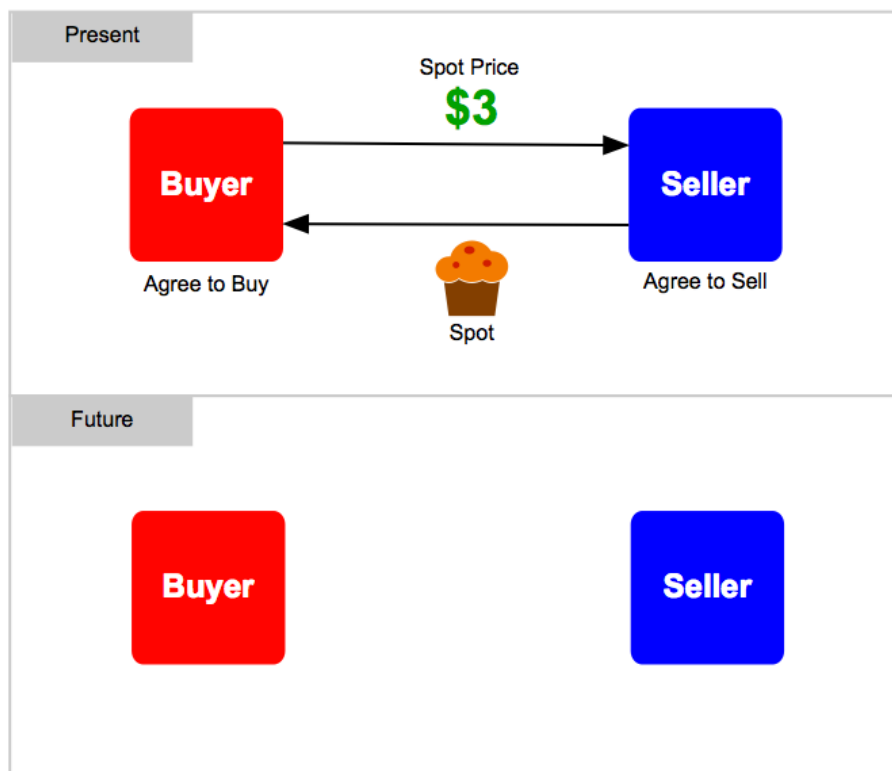 Present
Spot Price
$3
Buyer
Seller
Agree to Buy
Agree to Sell
Spot
Future
Buyer
Seller